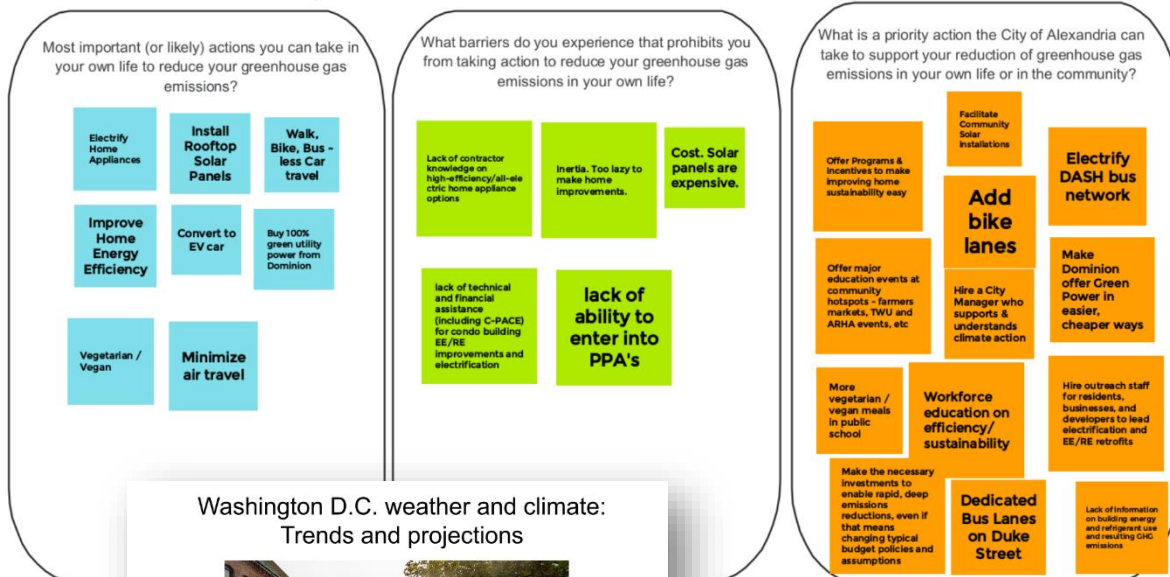 Most important (or likely) actions you can take in
your own life to reduce your greenhouse gas
emissions?
Electrify
Home
Appliances
Install
Rooftop
Solar
Panels
Walk,
Bike, Bus -
less Car
travel
Improve
Home
Energy
Efficiency
Convert to
EV car
Buy 100%
green utility
power from
Dominion
Vegetarian /
Vegan
Minimize
air travel
What barriers do you experience that prohibits you
from taking action to reduce your greenhouse gas
emissions in your own life?
Lack of contractor
knowledge on
high-efficiency/all-ele
ctric home appliance
options
Inertia. Too lazy to
make home
improvements.
Cost. Solar
panels are
expensive.
lack of technical
and financial
assistance
(including C-PACE)
for condo building
EE/RE
improvements and
electrification
lack of
ability to
enter into
PPA's
What is a priority action the City of Alexandria can
take to support your reduction of greenhouse gas
emissions in your own life or in the community?
Facilitate
Community
Solar
installations
Offer Programs &
Incentives to make
improving home
sustainability easy
Add
bike
lanes
Electrify
DASH bus
network
Offer major
education events at
community
hotspots - farmers
markets, TWU and
ARHA events, etc
Hire a City
Manager who
supports &
understands
climate action
Make
Dominion
offer Green
Power in
easier,
cheaper ways
More
vegetarian /
vegan meals
in public
school
Workforce
education on
efficiency/
sustainability
Hire outreach staff
for residents,
businesses, and
developers to lead
electrification and
EE/RE retrofits
Make the necessary
investments to
enable rapid, deep
emissions
reductions, even if
that means
changing typical
budget policies and
assumptions
Dedicated
Bus Lanes
on Duke
Street
Lack of information
on building energy
and refrigerant use
and resulting GHG
emissions
Washington D.C. weather and climate:
Trends and projections